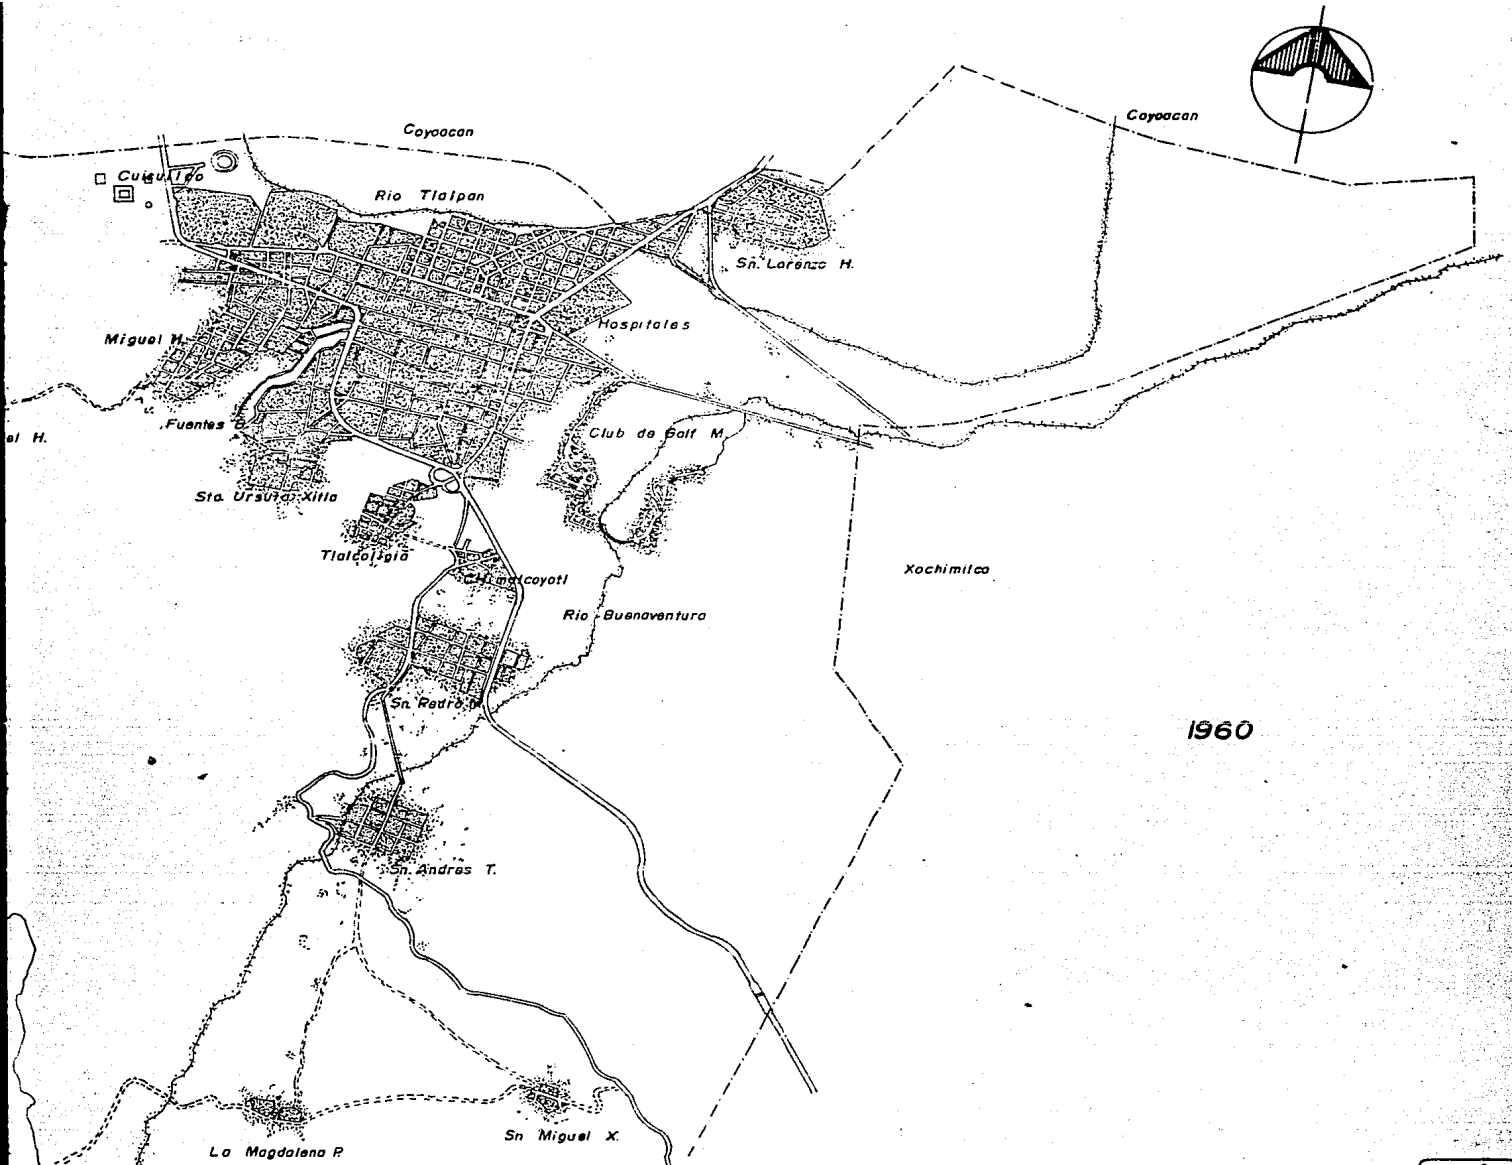 Coyoacan
Coyoacan
Cuicuilco
Rio Tlalpan
Sn. Lorenzo H.
Hospitales
Miguel H.
Fuentes B.
el H.
Club de Golf M.
Sta. Ursula Xitla
Tlalcoligia
Xochimilco
Chimalcoyotl
Rio Buenaventura
Sn. Pedro M.
1960
Sn. Andres T.
Sn Miguel X.
La Magdalena P.